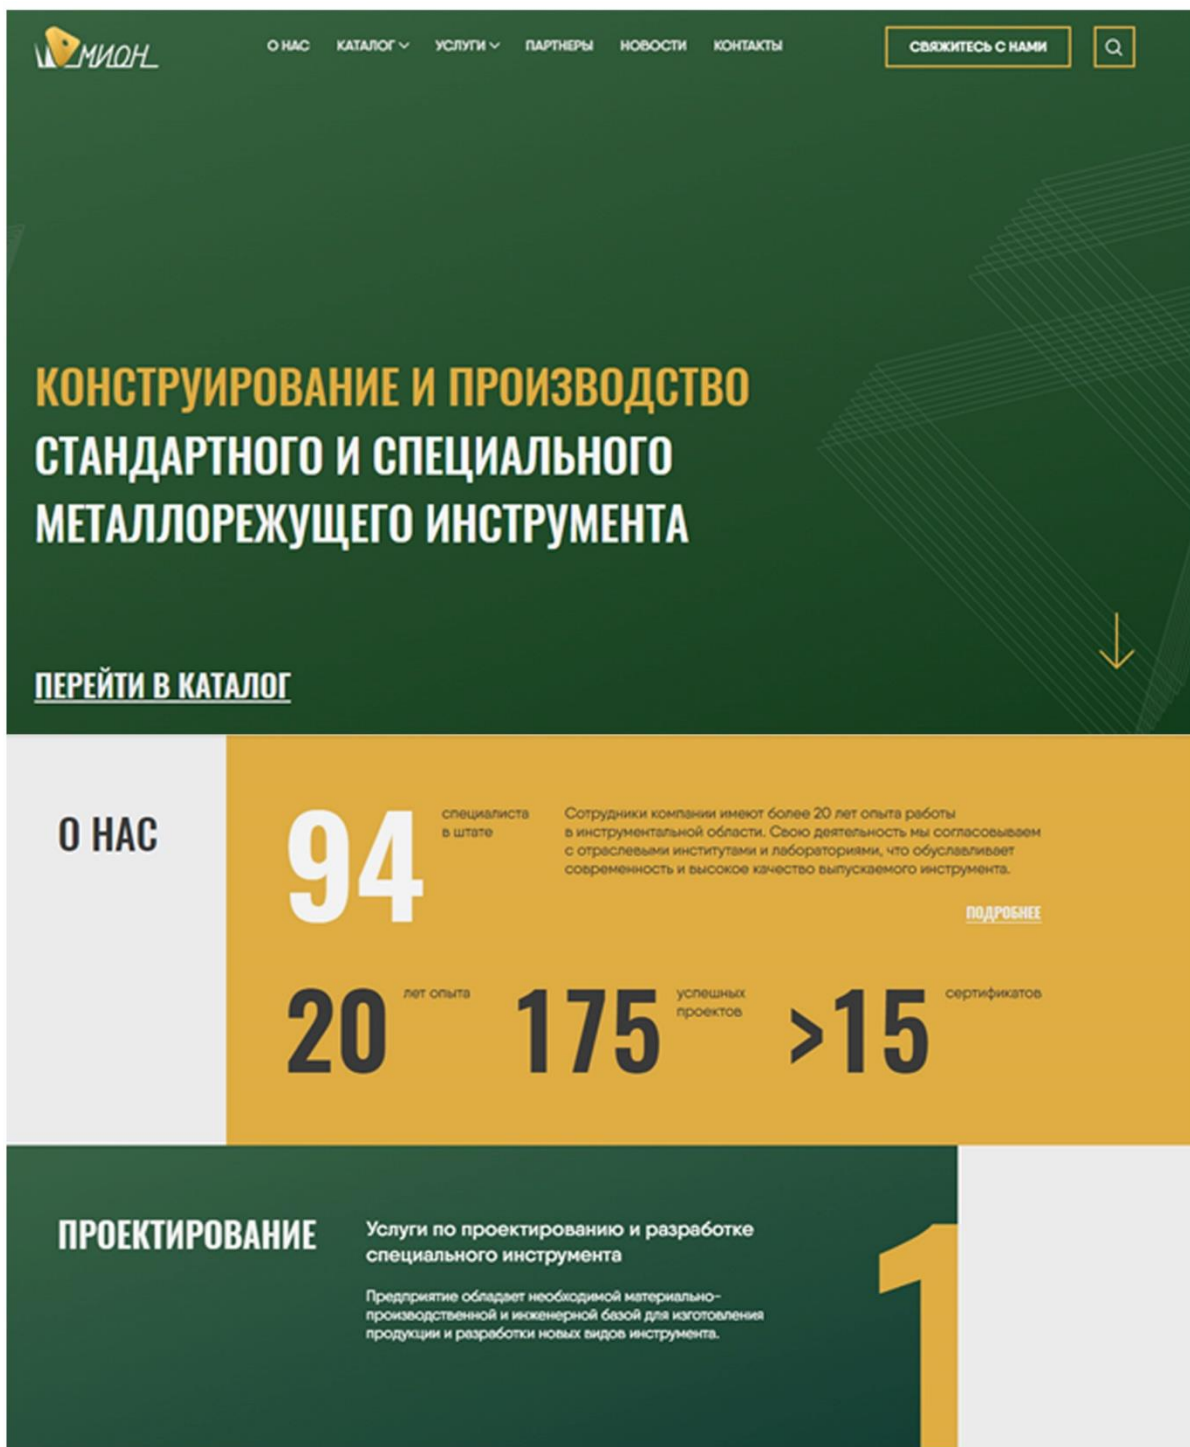 МИОН
О НАС КАТАЛОГ УСЛУГИ ПАРТНЕРЫ НОВОСТИ КОНТАКТЫ СВЯЖИТЕСЬ С НАМИ
КОНСТРУИРОВАНИЕ И ПРОИЗВОДСТВО
СТАНДАРТНОГО И СПЕЦИАЛЬНОГО
МЕТАЛЛОРЕЖУЩЕГО ИНСТРУМЕНТА
ПЕРЕЙТИ В КАТАЛОГ
О НАС
94
специалиста
в штате
Сотрудники компании имеют более 20 лет опыта работы
в инструментальной области. Свою деятельность мы согласовываем
с отраслевыми институтами и лабораториями, что обуславливает
современность и высокое качество выпускаемого инструмента.
ПОДРОБНЕЕ
20
лет опыта
175
успешных
проектов
>15
сертификатов
ПРОЕКТИРОВАНИЕ
Услуги по проектированию и разработке
специального инструмента
Предприятие обладает необходимой материально-
производственной и инженерной базой для изготовления
продукции и разработки новых видов инструмента.
1